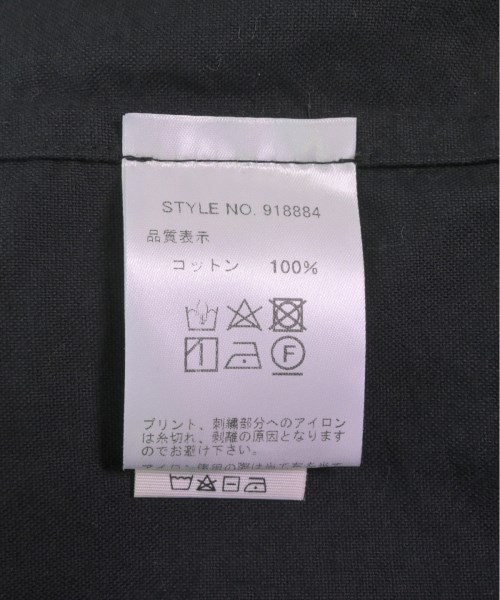 STYLE NO. 918884
品質表示
コットン 100%
F
プリント、刺繍部分へのアイロン
は糸切れ、剥離の原因となります
のでお避け下さい。